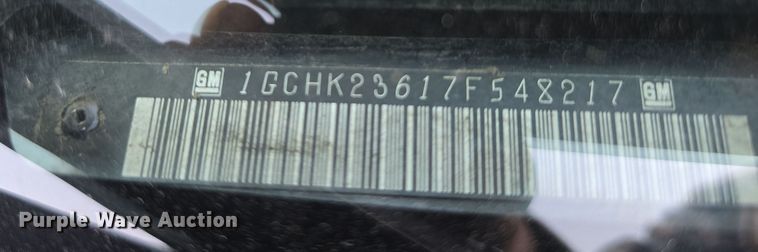 GM 1GCHK23617F548217 GM
Purple Wave Auction